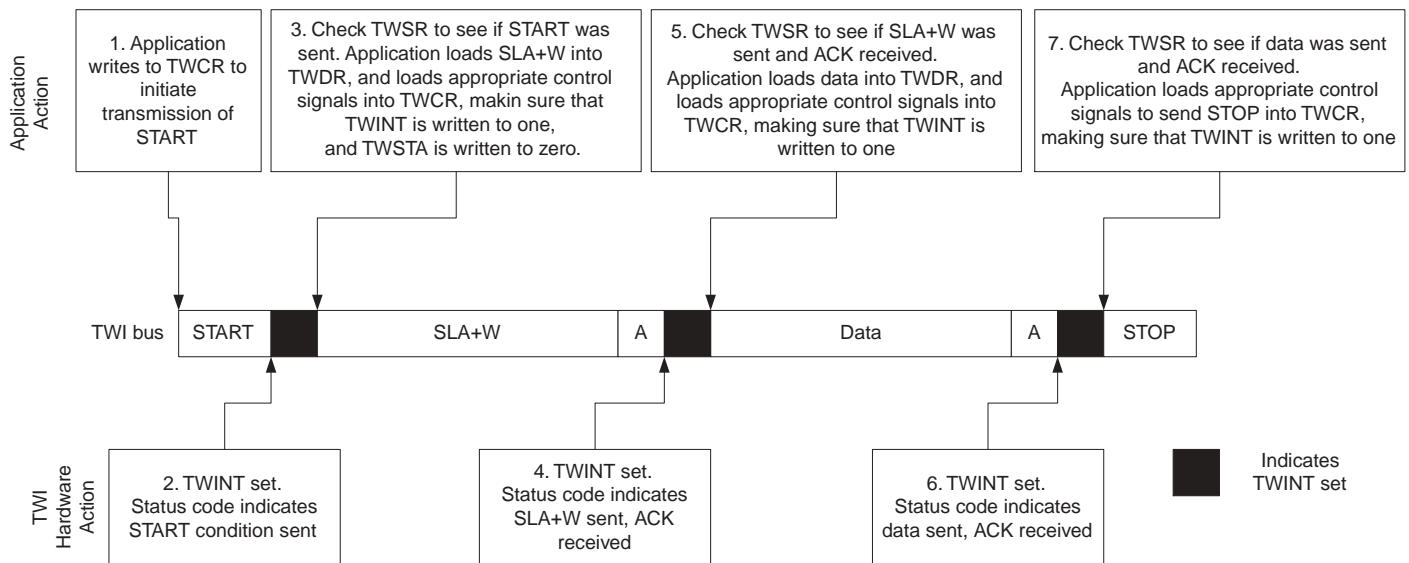 Application
Action
1. Application
writes to TWCR to
initiate
transmission of
START
3. Check TWSR to see if START was
sent. Application loads SLA+W into
TWDR, and loads appropriate control
signals into TWCR, makin sure that
TWINT is written to one,
and TWSTA is written to zero.
5. Check TWSR to see if SLA+W was
sent and ACK received.
Application loads data into TWDR, and
loads appropriate control signals into
TWCR, making sure that TWINT is
written to one
7. Check TWSR to see if data was sent
and ACK received.
Application loads appropriate control
signals to send STOP into TWCR,
making sure that TWINT is written to one
TWI bus
START
SLA+W
A
Data
A
STOP
TWI
Hardware
Action
2. TWINT set.
Status code indicates
START condition sent
4. TWINT set.
Status code indicates
SLA+W sent, ACK
received
6. TWINT set.
Status code indicates
data sent, ACK received
Indicates
TWINT set